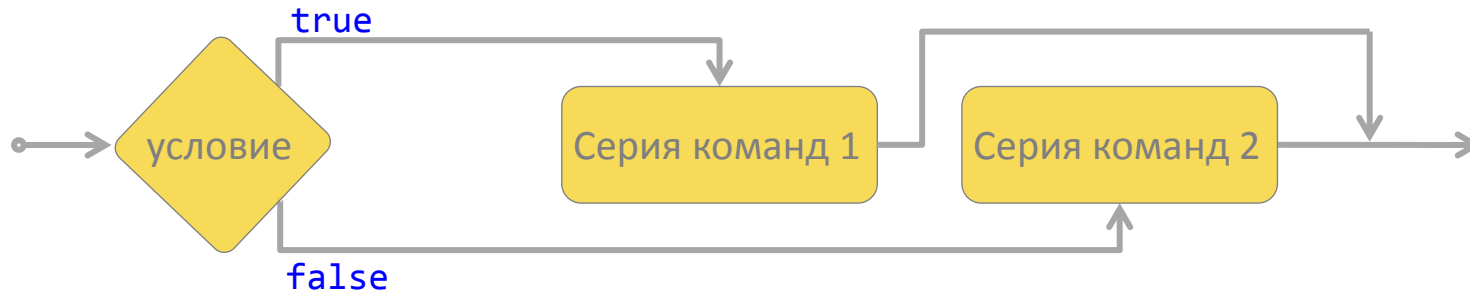 true
условие
Серия команд 1
Серия команд 2
false